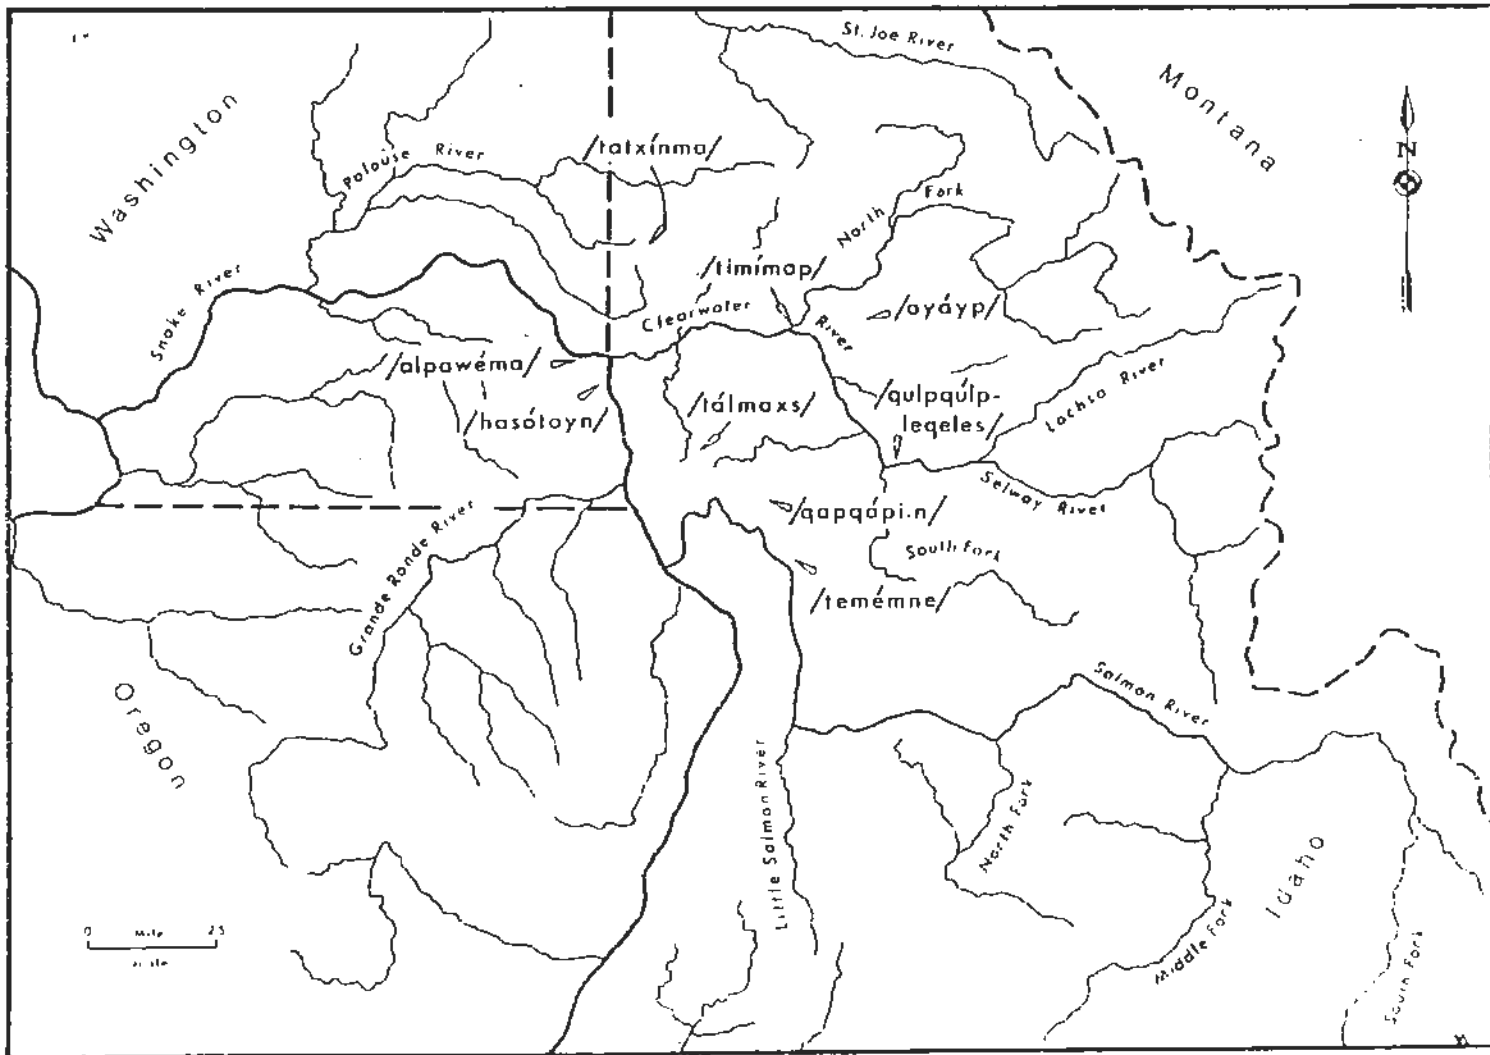 St. Joe River
Montana
Washington
Palouse River
/tatxínma/
N
North Fork
Snake River
/timímap/
Clearwater River
/oyáyp/
/alpawéma/
/hasótoyn/
/tálmaxs/
/qulpqúlp-
leqeles/
Lochsa River
Selway River
/qapqápi.n/
South Fork
/temémne/
Grande Ronde River
Oregon
Salmon River
Little Salmon River
North Fork
Middle Fork
Idaho
South Fork
0 Mile 25